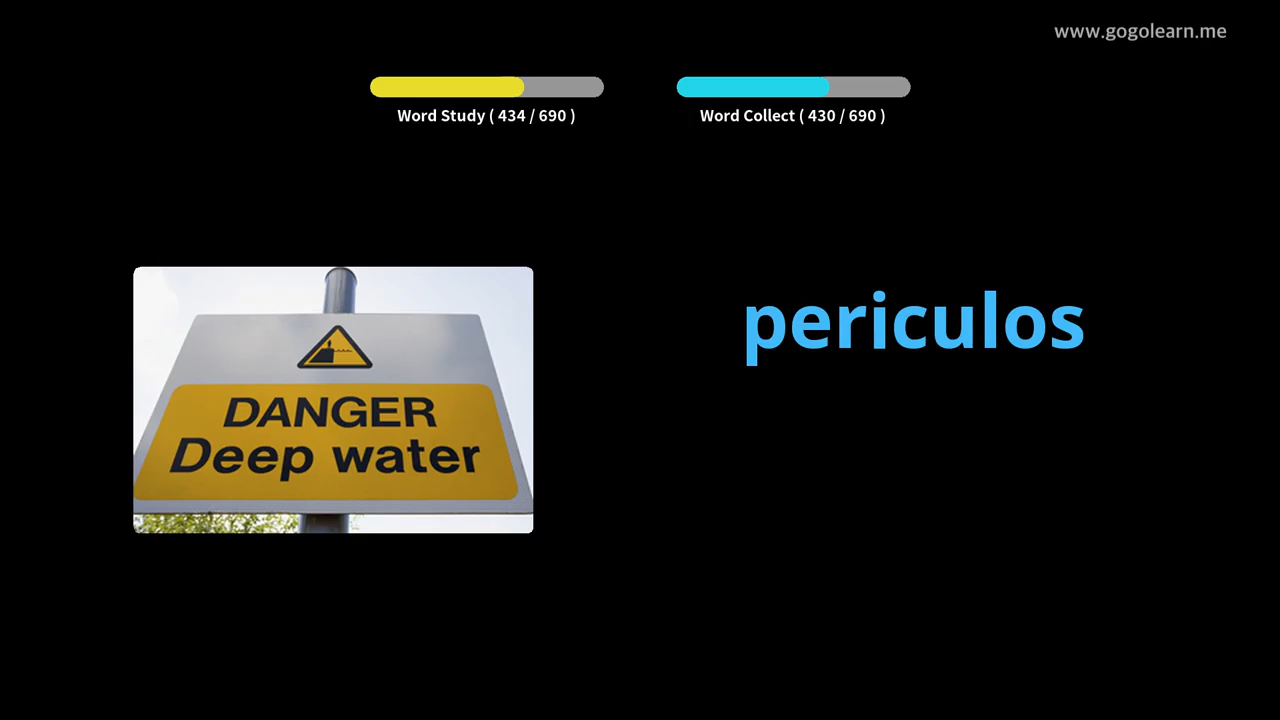 www.gogolearn.me
Word Study ( 434 / 690 )
Word Collect ( 430 / 690 )
periculos
DANGER
Deep water